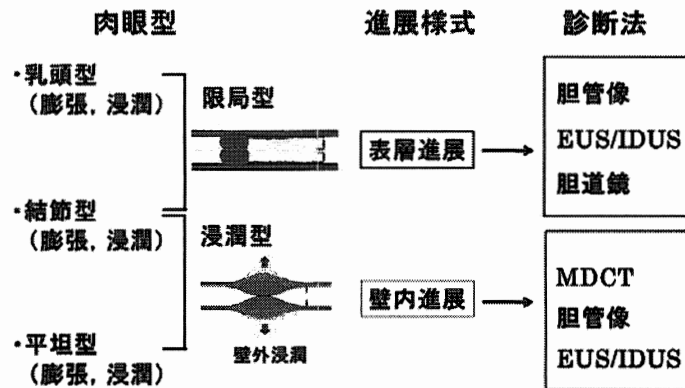 肉眼型
進展様式
診断法
・乳頭型
(膨張, 浸潤)
・結節型
(膨張, 浸潤)
・平坦型
(膨張, 浸潤)
限局型
浸潤型
壁外浸潤
表層進展
壁内進展
胆管像
EUS/IDUS
胆道鏡
MDCT
胆管像
EUS/IDUS